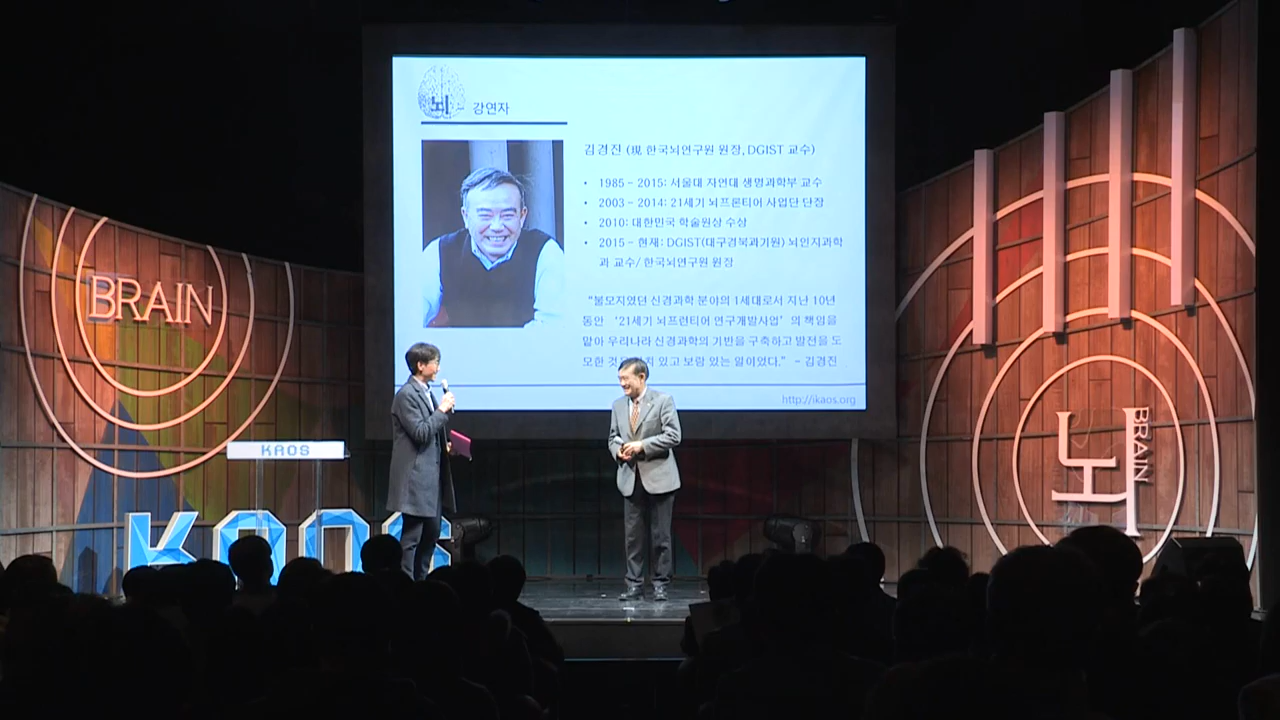 뇌 강연자
김경진 (現 한국뇌연구원 원장, DGIST 교수)
• 1985 – 2015: 서울대 자연대 생명과학부 교수
• 2003 – 2014: 21세기 뇌프론티어 사업단 단장
• 2010: 대한민국 학술원상 수상
• 2015 – 현재: DGIST(대구경북과기원) 뇌인지과학
과 교수/ 한국뇌연구원 원장
“불모지였던 신경과학 분야의 1세대로서 지난 10년
동안 ‘21세기 뇌프런티어 연구개발사업’ 의 책임을
맡아 우리나라 신경과학의 기반을 구축하고 발전을 도
모한 것은 있고 보람 있는 일이었다.” – 김경진
http://ikaos.org
BRAIN
KAOS
KAOS
뇌
BRAIN